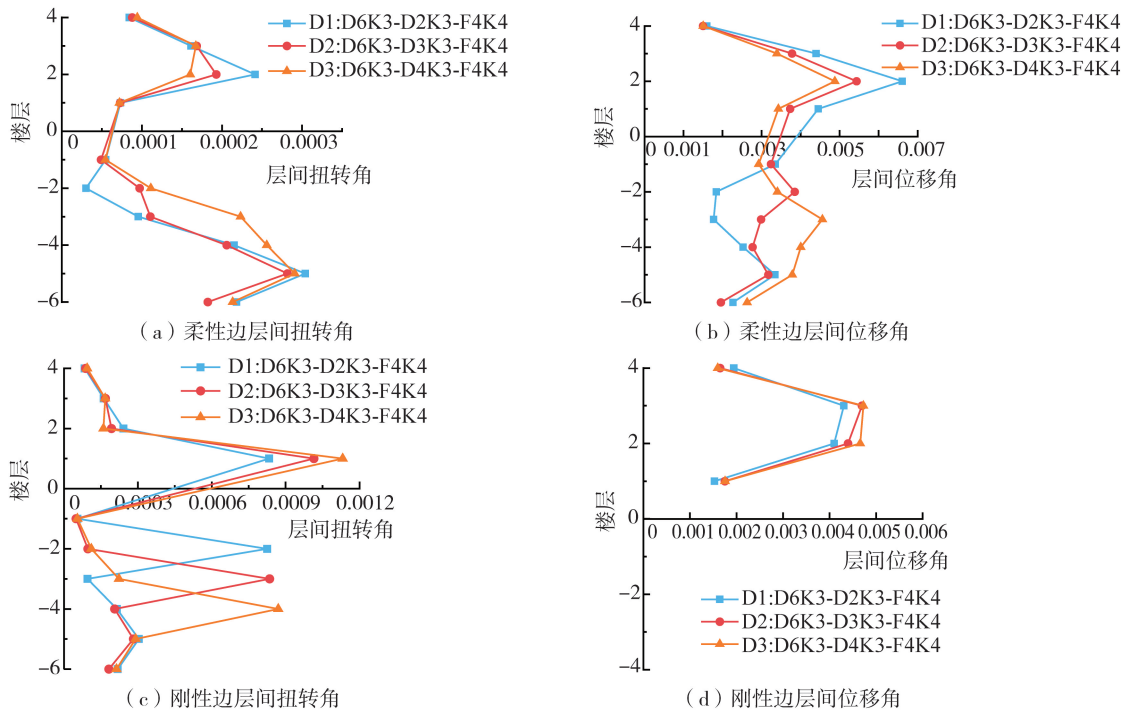 D1:D6K3-D2K3-F4K4
D2:D6K3-D3K3-F4K4
D3:D6K3-D4K3-F4K4
4
2
0
−2
−4
−6
楼层
0 0.0001 0.0002 0.0003
层间扭转角
(a)柔性边层间扭转角
D1:D6K3-D2K3-F4K4
D2:D6K3-D3K3-F4K4
D3:D6K3-D4K3-F4K4
4
2
0
−2
−4
−6
楼层
0 0.001 0.003 0.005 0.007
层间位移角
(b)柔性边层间位移角
D1:D6K3-D2K3-F4K4
D2:D6K3-D3K3-F4K4
D3:D6K3-D4K3-F4K4
4
2
0
−2
−4
−6
楼层
0 0.0003 0.0006 0.0009 0.0012
层间扭转角
(c)刚性边层间扭转角
4
2
0
−2
−4
楼层
0 0.001 0.002 0.003 0.004 0.005 0.006
层间位移角
D1:D6K3-D2K3-F4K4
D2:D6K3-D3K3-F4K4
D3:D6K3-D4K3-F4K4
(d)刚性边层间位移角